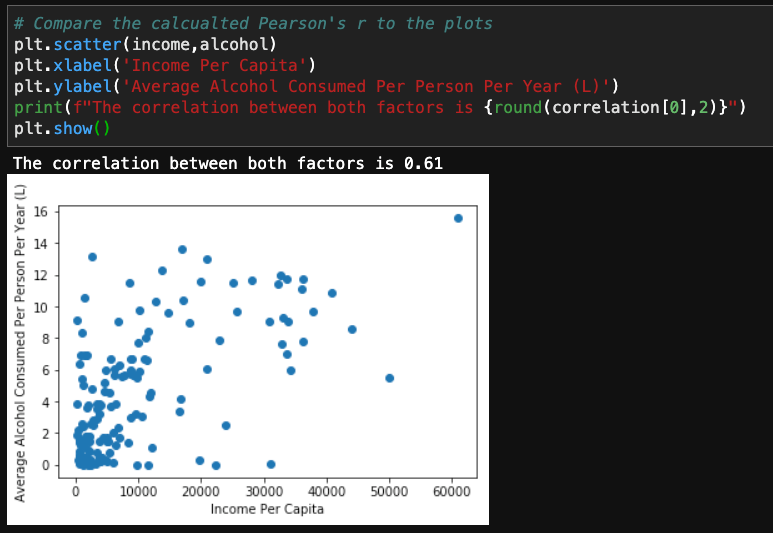 # Compare the calcualted Pearson's r to the plots
plt.scatter(income,alcohol)
plt.xlabel('Income Per Capita')
plt.ylabel('Average Alcohol Consumed Per Person Per Year (L)')
print(f"The correlation between both factors is {round(correlation[0],2)}")
plt.show()
The correlation between both factors is 0.61
Average Alcohol Consumed Per Person Per Year (L)
16
14
12
10
8
6
4
2
0
0 10000 20000 30000 40000 50000 60000
Income Per Capita